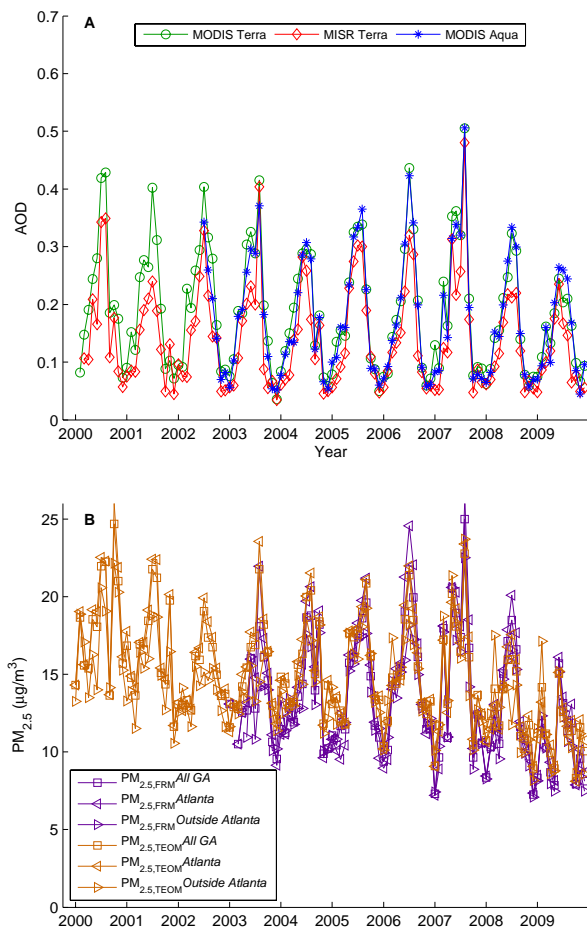 A
MODIS Terra MISR Terra MODIS Aqua
0.7
0.6
0.5
0.4
0.3
0.2
0.1
0
AOD
2000 2001 2002 2003 2004 2005 2006 2007 2008 2009
Year
B
25
20
15
10
5
0
PM2.5 (µg/m3)
PM2.5,FRM All GA
PM2.5,FRM Atlanta
PM2.5,FRM Outside Atlanta
PM2.5,TEOM All GA
PM2.5,TEOM Atlanta
PM2.5,TEOM Outside Atlanta
2000 2001 2002 2003 2004 2005 2006 2007 2008 2009